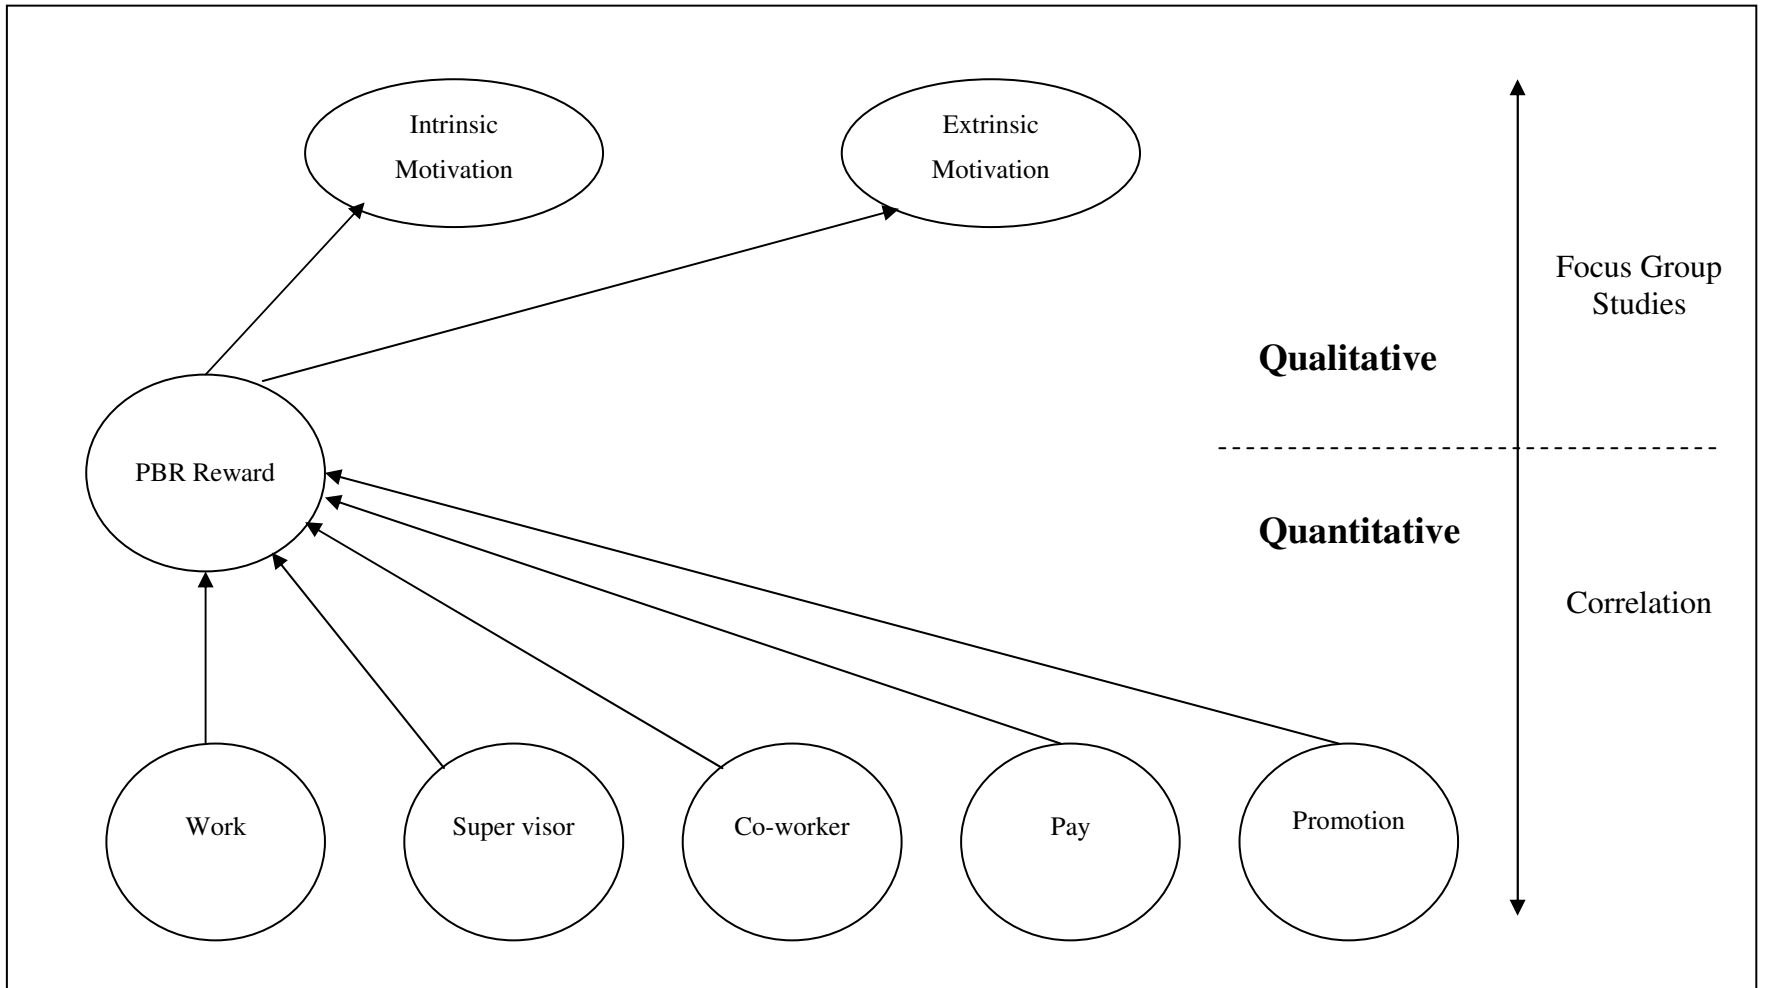 Intrinsic
Motivation
Extrinsic
Motivation
Focus Group
Studies
Qualitative
PBR Reward
Quantitative
Correlation
Work
Super visor
Co-worker
Pay
Promotion